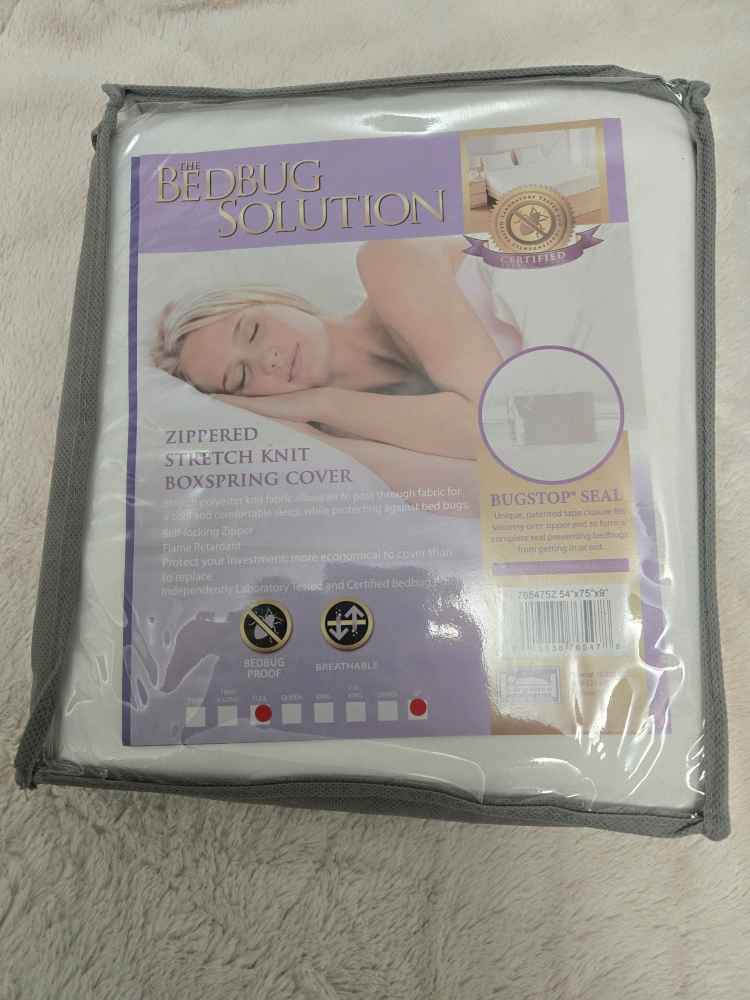 THE
BEDBUG
SOLUTION
CERTIFIED
ZIPPERED
STRETCH KNIT
BOXSPRING COVER
Stretch polyester knit fabric allows air to pass through fabric for
a cool and comfortable sleep, while protecting against bed bugs.
Self-locking Zipper
Flame Retardant
Protect your investment; more economical to cover than
to replace
Independently Laboratory Tested and Certified Bedbug
BUGSTOP® SEAL
Unique, patented tape closure fits
securely over zipper end to form a
complete seal preventing bedbugs
from getting in or out.
765475Z 54"x75"x9"
BEDBUG
PROOF
BREATHABLE
TWIN
TWIN
X-LONG
FULL
QUEEN
KING
CAL.
KING
OTHER
9"